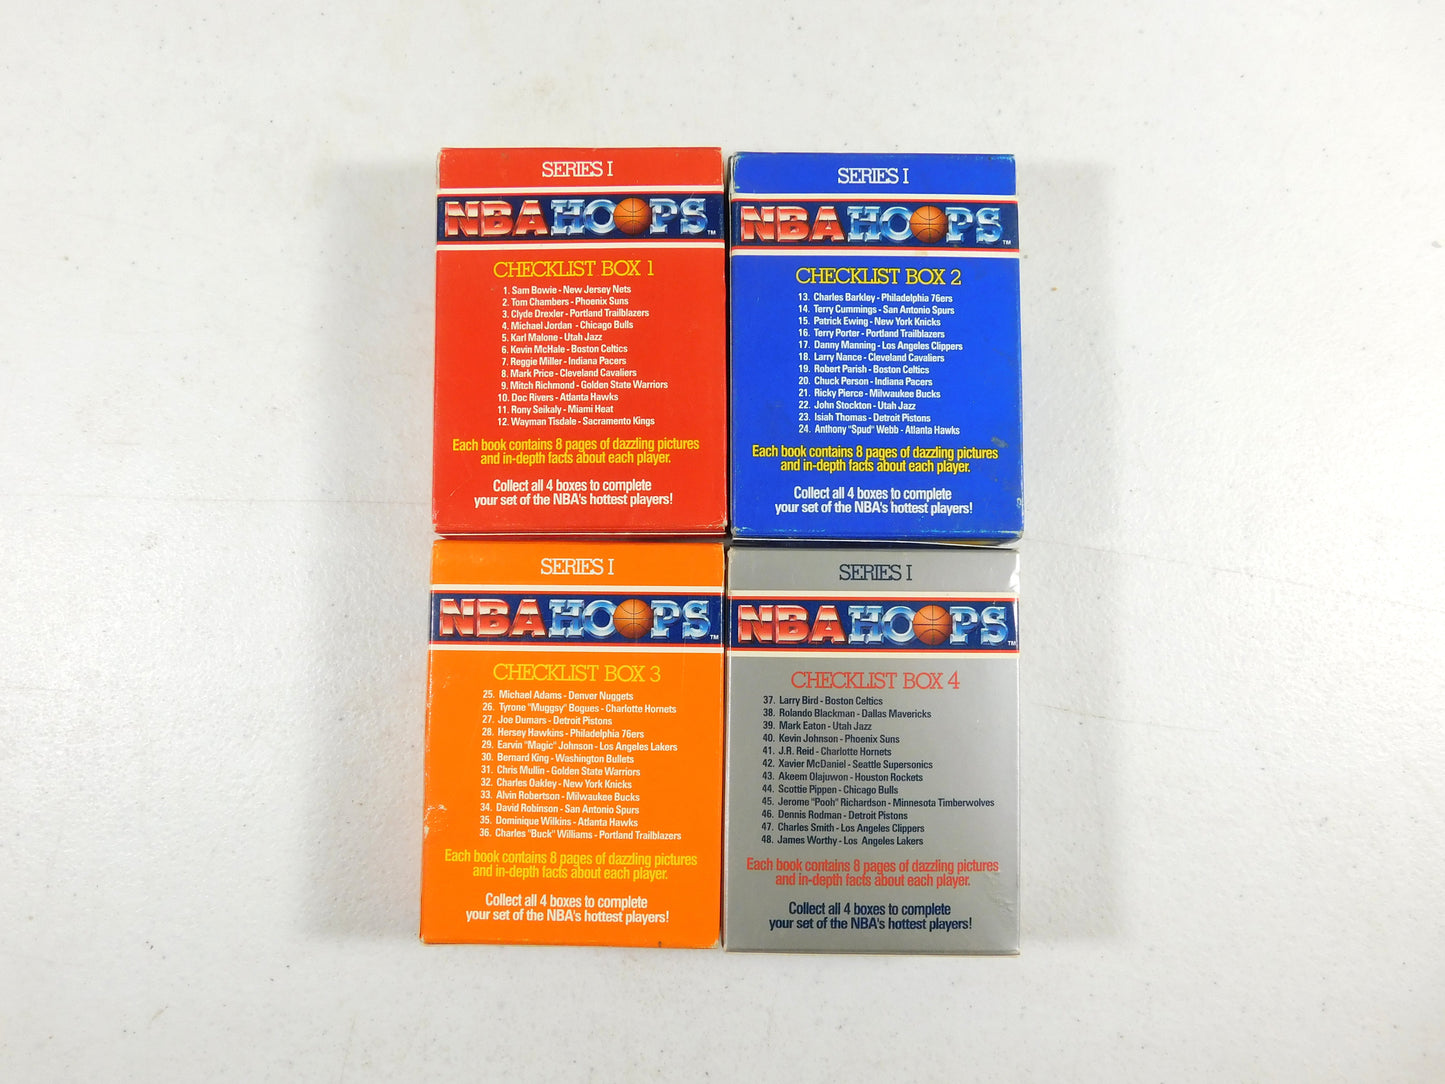 SERIES I
NBA HOOPS™
CHECKLIST BOX 1
1. Sam Bowie - New Jersey Nets
2. Tom Chambers - Phoenix Suns
3. Clyde Drexler - Portland Trailblazers
4. Michael Jordan - Chicago Bulls
5. Karl Malone - Utah Jazz
6. Kevin McHale - Boston Celtics
7. Reggie Miller - Indiana Pacers
8. Mark Price - Cleveland Cavaliers
9. Mitch Richmond - Golden State Warriors
10. Doc Rivers - Atlanta Hawks
11. Rony Seikaly - Miami Heat
12. Wayman Tisdale - Sacramento Kings
Each book contains 8 pages of dazzling pictures
and in-depth facts about each player.
Collect all 4 boxes to complete
your set of the NBA's hottest players!
SERIES I
NBA HOOPS™
CHECKLIST BOX 2
13. Charles Barkley - Philadelphia 76ers
14. Terry Cummings - San Antonio Spurs
15. Patrick Ewing - New York Knicks
16. Terry Porter - Portland Trailblazers
17. Danny Manning - Los Angeles Clippers
18. Larry Nance - Cleveland Cavaliers
19. Robert Parish - Boston Celtics
20. Chuck Person - Indiana Pacers
21. Ricky Pierce - Milwaukee Bucks
22. John Stockton - Utah Jazz
23. Isiah Thomas - Detroit Pistons
24. Anthony "Spud" Webb - Atlanta Hawks
Each book contains 8 pages of dazzling pictures
and in-depth facts about each player.
Collect all 4 boxes to complete
your set of the NBA's hottest players!
SERIES I
NBA HOOPS™
CHECKLIST BOX 3
25. Michael Adams - Denver Nuggets
26. Tyrone "Muggsy" Bogues - Charlotte Hornets
27. Joe Dumars - Detroit Pistons
28. Hersey Hawkins - Philadelphia 76ers
29. Earvin "Magic" Johnson - Los Angeles Lakers
30. Bernard King - Washington Bullets
31. Chris Mullin - Golden State Warriors
32. Charles Oakley - New York Knicks
33. Alvin Robertson - Milwaukee Bucks
34. David Robinson - San Antonio Spurs
35. Dominique Wilkins - Atlanta Hawks
36. Charles "Buck" Williams - Portland Trailblazers
Each book contains 8 pages of dazzling pictures
and in-depth facts about each player.
Collect all 4 boxes to complete
your set of the NBA's hottest players!
SERIES I
NBA HOOPS™
CHECKLIST BOX 4
37. Larry Bird - Boston Celtics
38. Rolando Blackman - Dallas Mavericks
39. Mark Eaton - Utah Jazz
40. Kevin Johnson - Phoenix Suns
41. J.R. Reid - Charlotte Hornets
42. Xavier McDaniel - Seattle Supersonics
43. Akeem Olajuwon - Houston Rockets
44. Scottie Pippen - Chicago Bulls
45. Jerome "Pooh" Richardson - Minnesota Timberwolves
46. Dennis Rodman - Detroit Pistons
47. Charles Smith - Los Angeles Clippers
48. James Worthy - Los Angeles Lakers
Each book contains 8 pages of dazzling pictures
and in-depth facts about each player.
Collect all 4 boxes to complete
your set of the NBA's hottest players!